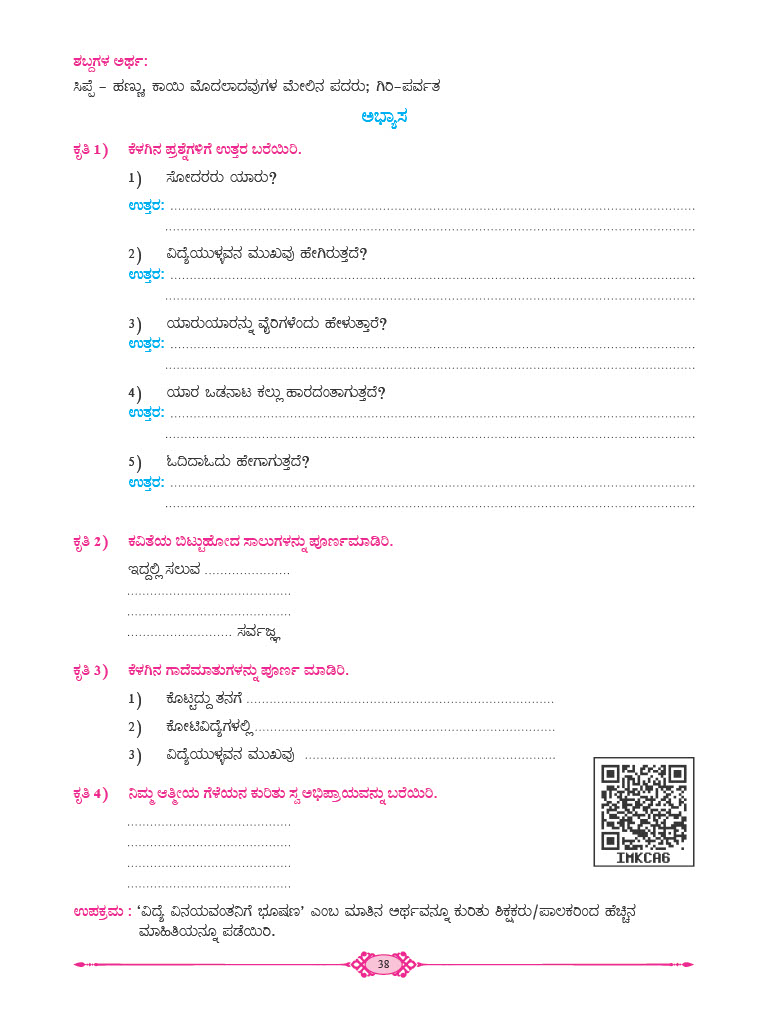 ಶಬ್ದಗಳ ಅರ್ಥ:
ಸಿಪ್ಪೆ – ಹಣ್ಣು, ಕಾಯಿ ಮೊದಲಾದವುಗಳ ಮೇಲಿನ ಪದರು; ಗಿರಿ–ಪರ್ವತ
ಅಭ್ಯಾಸ
ಕೃತಿ 1) ಕೆಳಗಿನ ಪ್ರಶ್ನೆಗಳಿಗೆ ಉತ್ತರ ಬರೆಯಿರಿ.
1) ಸೋದರರು ಯಾರು?
ಉತ್ತರ: ..........................................................................
..........................................................................
2) ವಿದ್ಯೆಯುಳ್ಳವನ ಮುಖವು ಹೇಗಿರುತ್ತದೆ?
ಉತ್ತರ: ..........................................................................
..........................................................................
3) ಯಾರುಯಾರನ್ನು ವೈರಿಗಳೆಂದು ಹೇಳುತ್ತಾರೆ?
ಉತ್ತರ: ..........................................................................
..........................................................................
4) ಯಾರ ಒಡನಾಟ ಕಲ್ಲು ಹಾರದಂತಾಗುತ್ತದೆ?
ಉತ್ತರ: ..........................................................................
..........................................................................
5) ಓದಿದಾಓದು ಹೇಗಾಗುತ್ತದೆ?
ಉತ್ತರ: ..........................................................................
..........................................................................
ಕೃತಿ 2) ಕವಿತೆಯ ಬಿಟ್ಟುಹೋದ ಸಾಲುಗಳನ್ನು ಪೂರ್ಣಮಾಡಿರಿ.
ಇದ್ದಲ್ಲಿ ಸಲುವ ......................
..........................................
..........................................
........................... ಸರ್ವಜ್ಞ
ಕೃತಿ 3) ಕೆಳಗಿನ ಗಾದೆಮಾತುಗಳನ್ನು ಪೂರ್ಣ ಮಾಡಿರಿ.
1) ಕೊಟ್ಟದ್ದು ತನಗೆ ..........................................................
2) ಕೋಟಿವಿದ್ಯೆಗಳಲ್ಲಿ ..........................................................
3) ವಿದ್ಯೆಯುಳ್ಳವನ ಮುಖವು ..................................................
ಕೃತಿ 4) ನಿಮ್ಮ ಆತ್ಮೀಯ ಗೆಳೆಯನ ಕುರಿತು ಸ್ವ ಅಭಿಪ್ರಾಯವನ್ನು ಬರೆಯಿರಿ.
..........................................
..........................................
..........................................
..........................................
IMKCA6
ಉಪಕ್ರಮ : ‘ವಿದ್ಯೆ ವಿನಯವಂತನಿಗೆ ಭೂಷಣ’ ಎಂಬ ಮಾತಿನ ಅರ್ಥವನ್ನೂ ಕುರಿತು ಶಿಕ್ಷಕರು/ಪಾಲಕರಿಂದ ಹೆಚ್ಚಿನ
ಮಾಹಿತಿಯನ್ನೂ ಪಡೆಯಿರಿ.
38